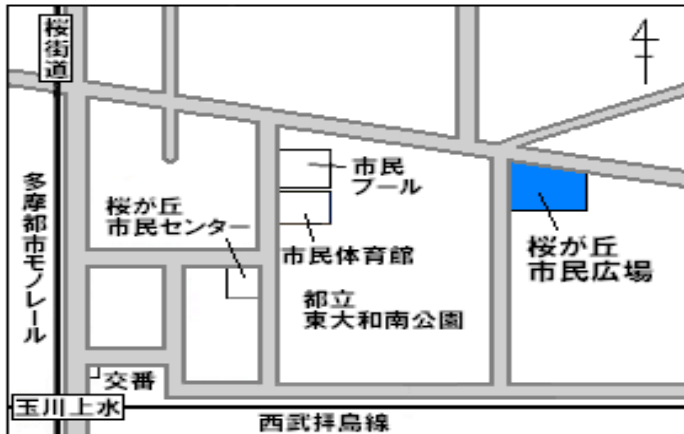 桜街道
多摩都市モノレール
市民
プール
桜が丘
市民センター
市民体育館
桜が丘
市民広場
都立
東大和南公園
交番
玉川上水
西武拝島線